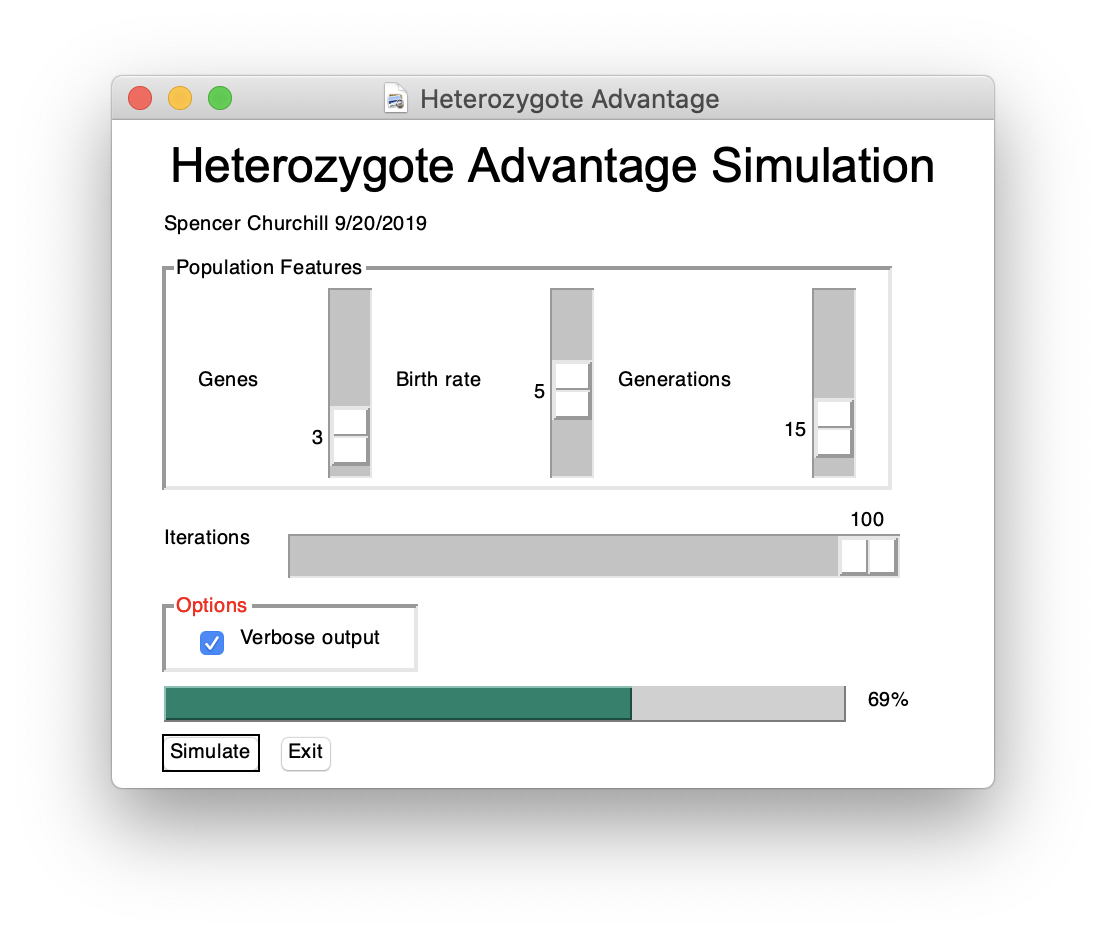 Heterozygote Advantage
Heterozygote Advantage Simulation
Spencer Churchill 9/20/2019
Population Features
Genes
3
Birth rate
5
Generations
15
Iterations
100
Options
Verbose output
69%
Simulate
Exit